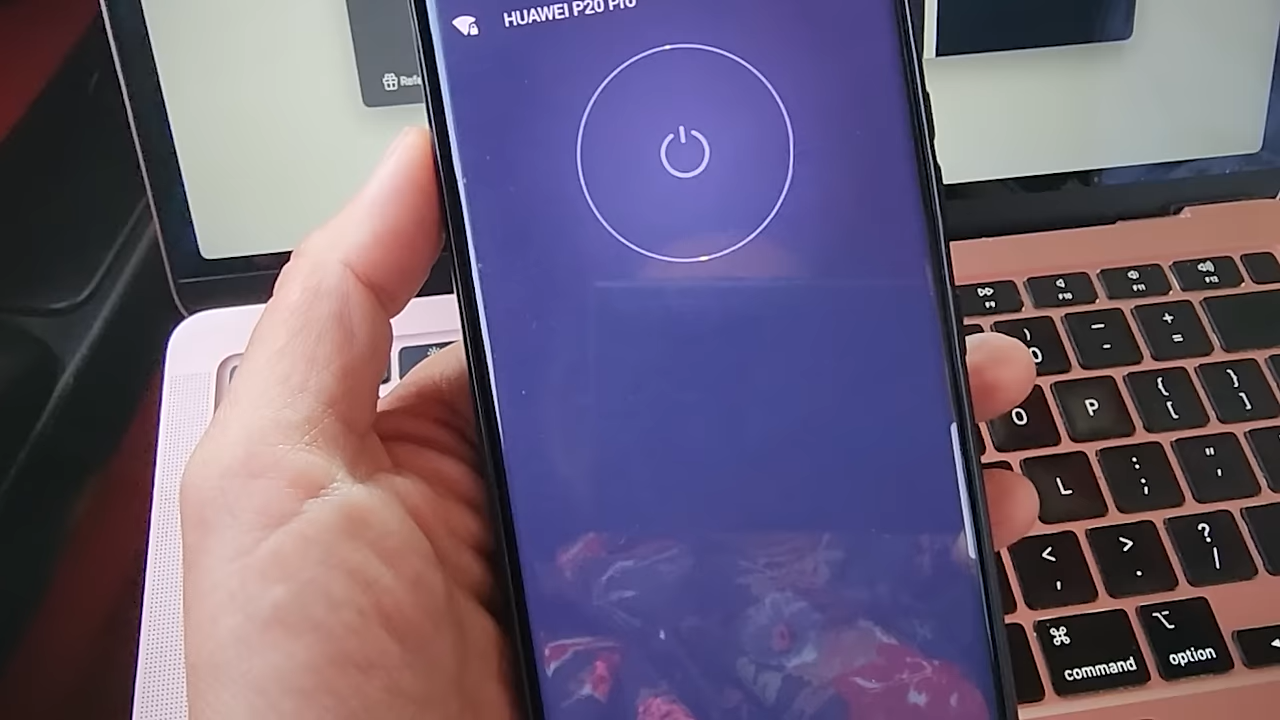 HUAWEI P20 Pro
F9
F10
F11
F12
)
0
-
+
=
O
P
{
[
}
]
L
:
;
"
,
<
,
>
.
?
/
⌘
command
⌥
option